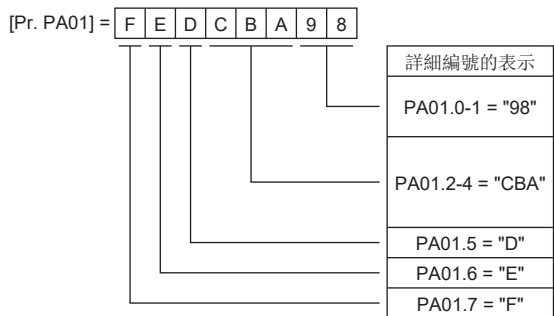 [Pr. PA01] = F E D C B A 9 8
詳細編號的表示
PA01.0-1 = "98"
PA01.2-4 = "CBA"
PA01.5 = "D"
PA01.6 = "E"
PA01.7 = "F"